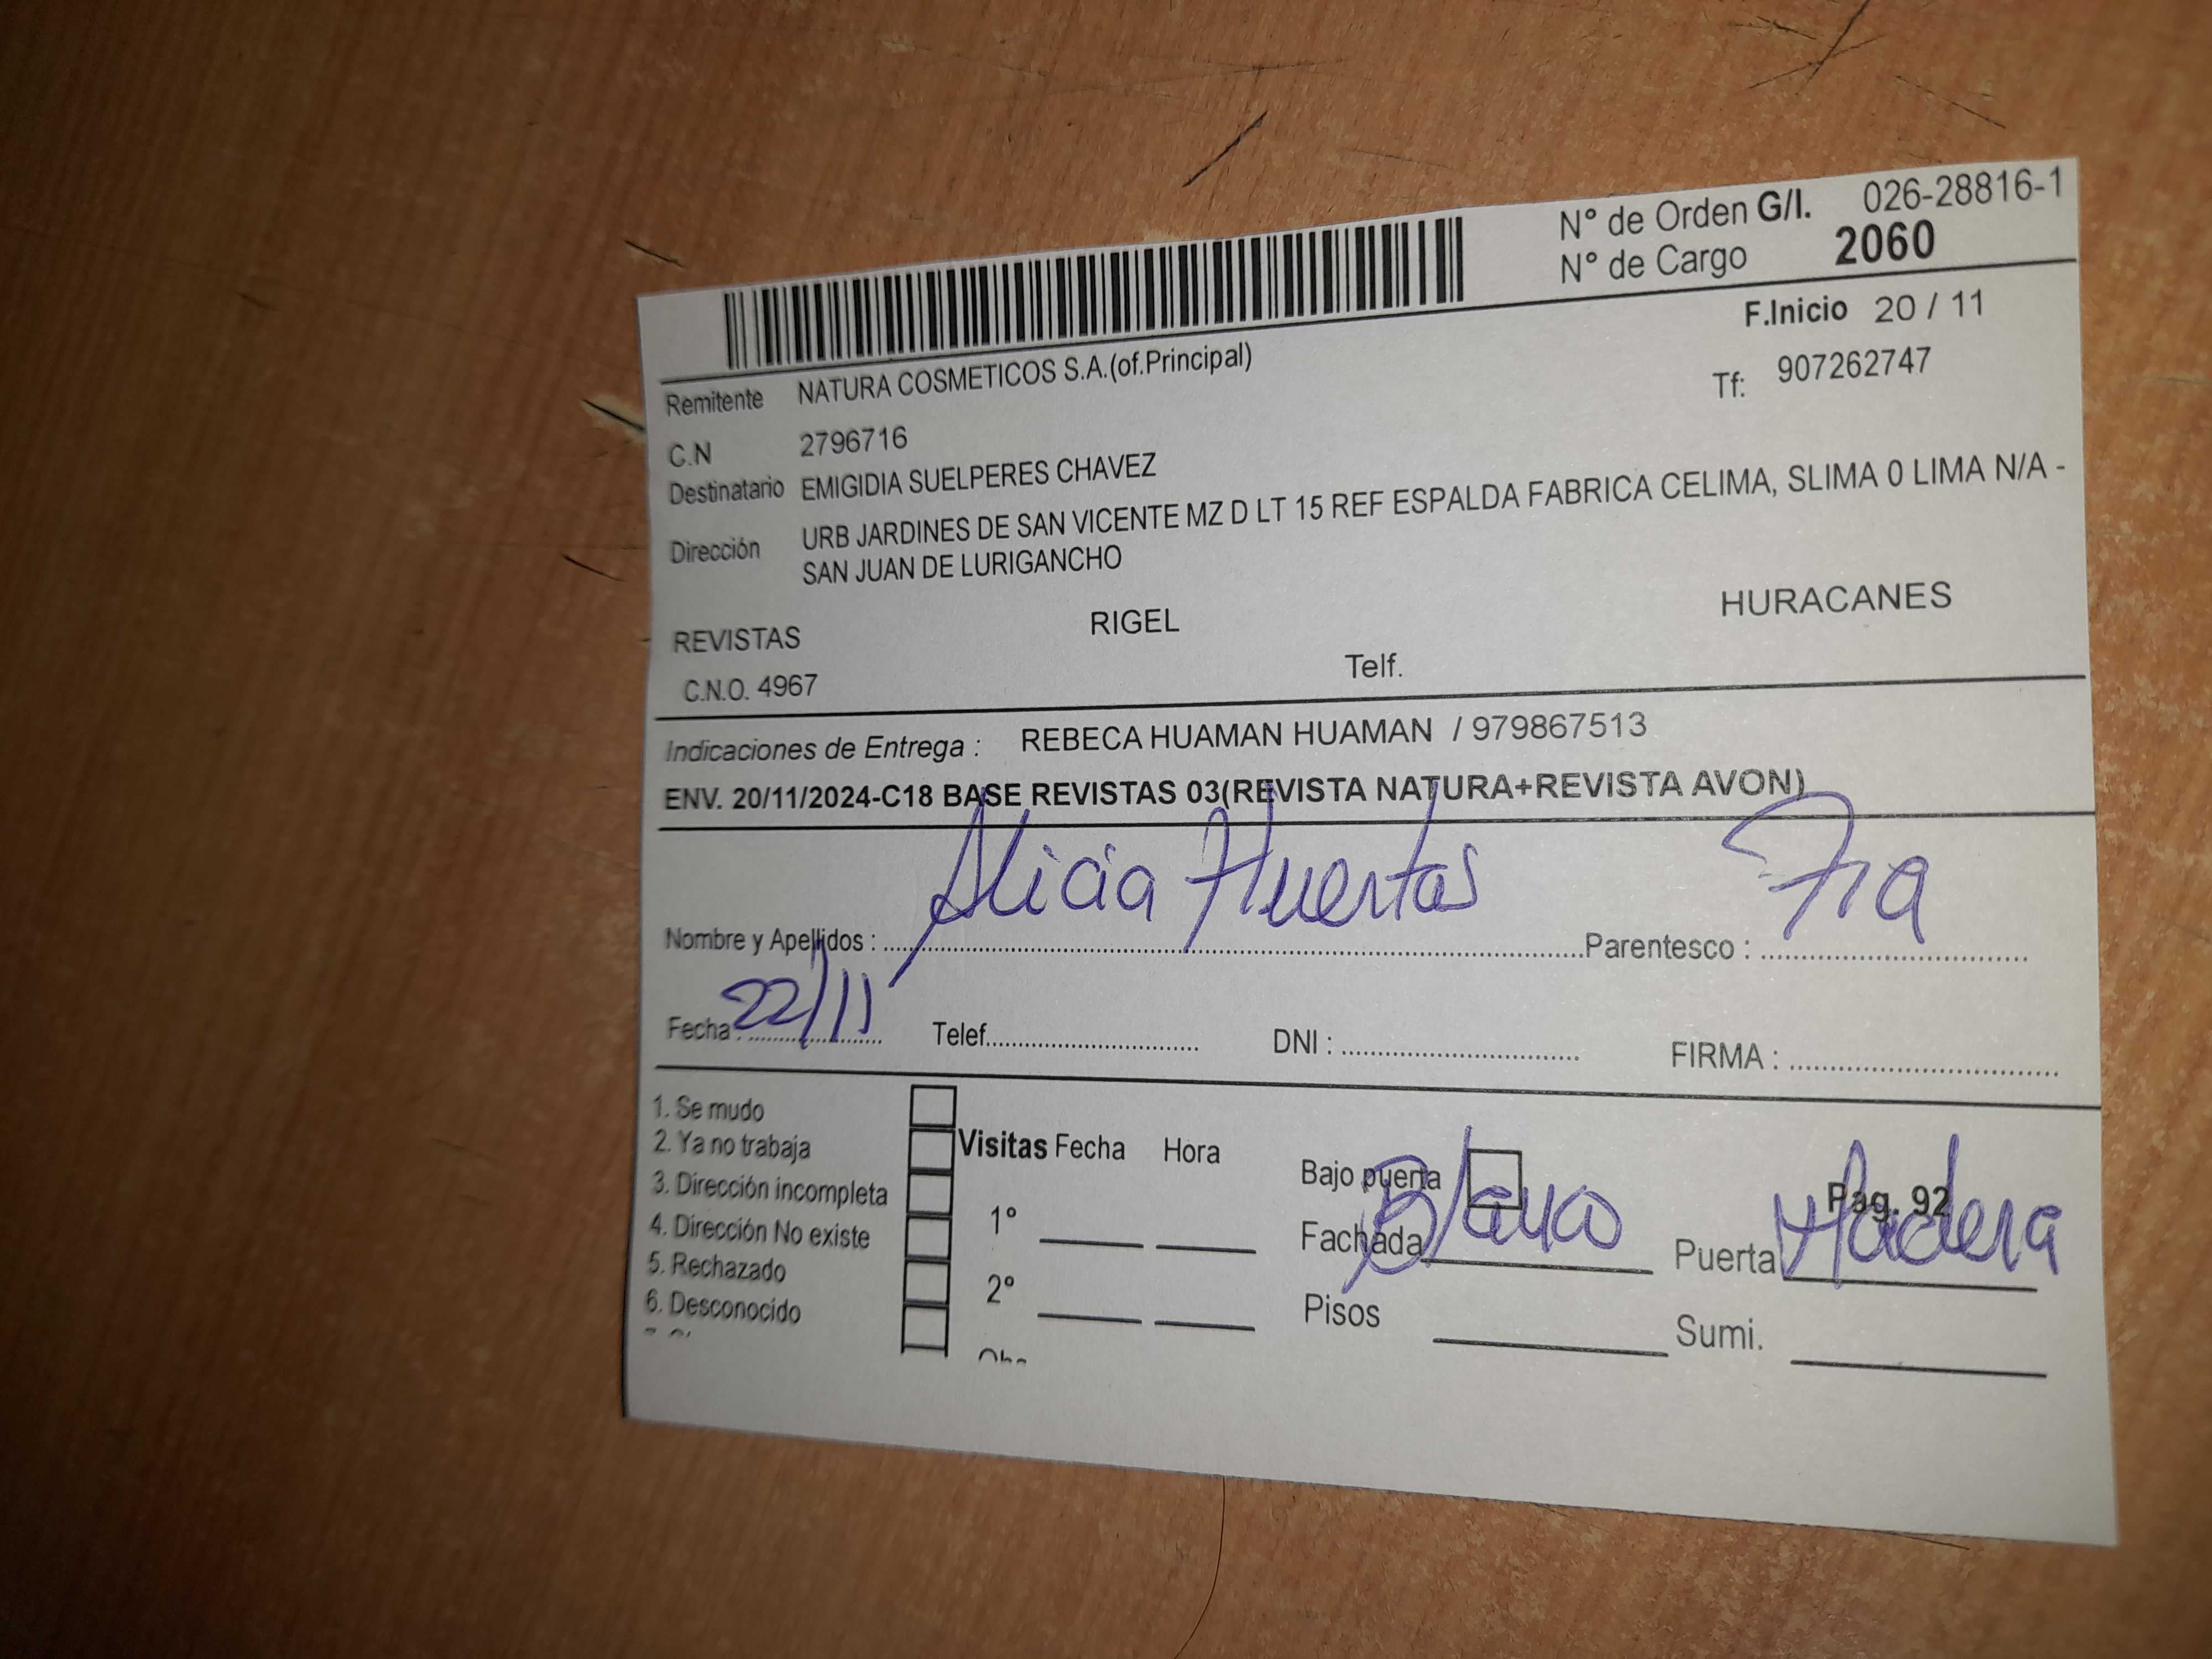 N° de Orden G/I. 026-28816-1
N° de Cargo 2060
F.Inicio 20 / 11
Remitente NATURA COSMETICOS S.A.(of.Principal)
Tf: 907262747
C.N 2796716
Destinatario EMIGIDIA SUELPERES CHAVEZ
Dirección URB JARDINES DE SAN VICENTE MZ D LT 15 REF ESPALDA FABRICA CELIMA, SLIMA 0 LIMA N/A -
SAN JUAN DE LURIGANCHO
REVISTAS RIGEL HURACANES
C.N.O. 4967 Telf.
Indicaciones de Entrega : REBECA HUAMAN HUAMAN / 979867513
ENV. 20/11/2024-C18 BASE REVISTAS 03(REVISTA NATURA+REVISTA AVON)
Nombre y Apellidos : Alicia Huertas Parentesco :
Fecha : 22/11 Telef. DNI : FIRMA :
1. Se mudo
2. Ya no trabaja
3. Dirección incompleta
4. Dirección No existe
5. Rechazado
6. Desconocido
Visitas Fecha Hora
1°
2°
Bajo puerta
Pag. 92
Fachada Blanco Puerta Madera
Pisos Sumi.